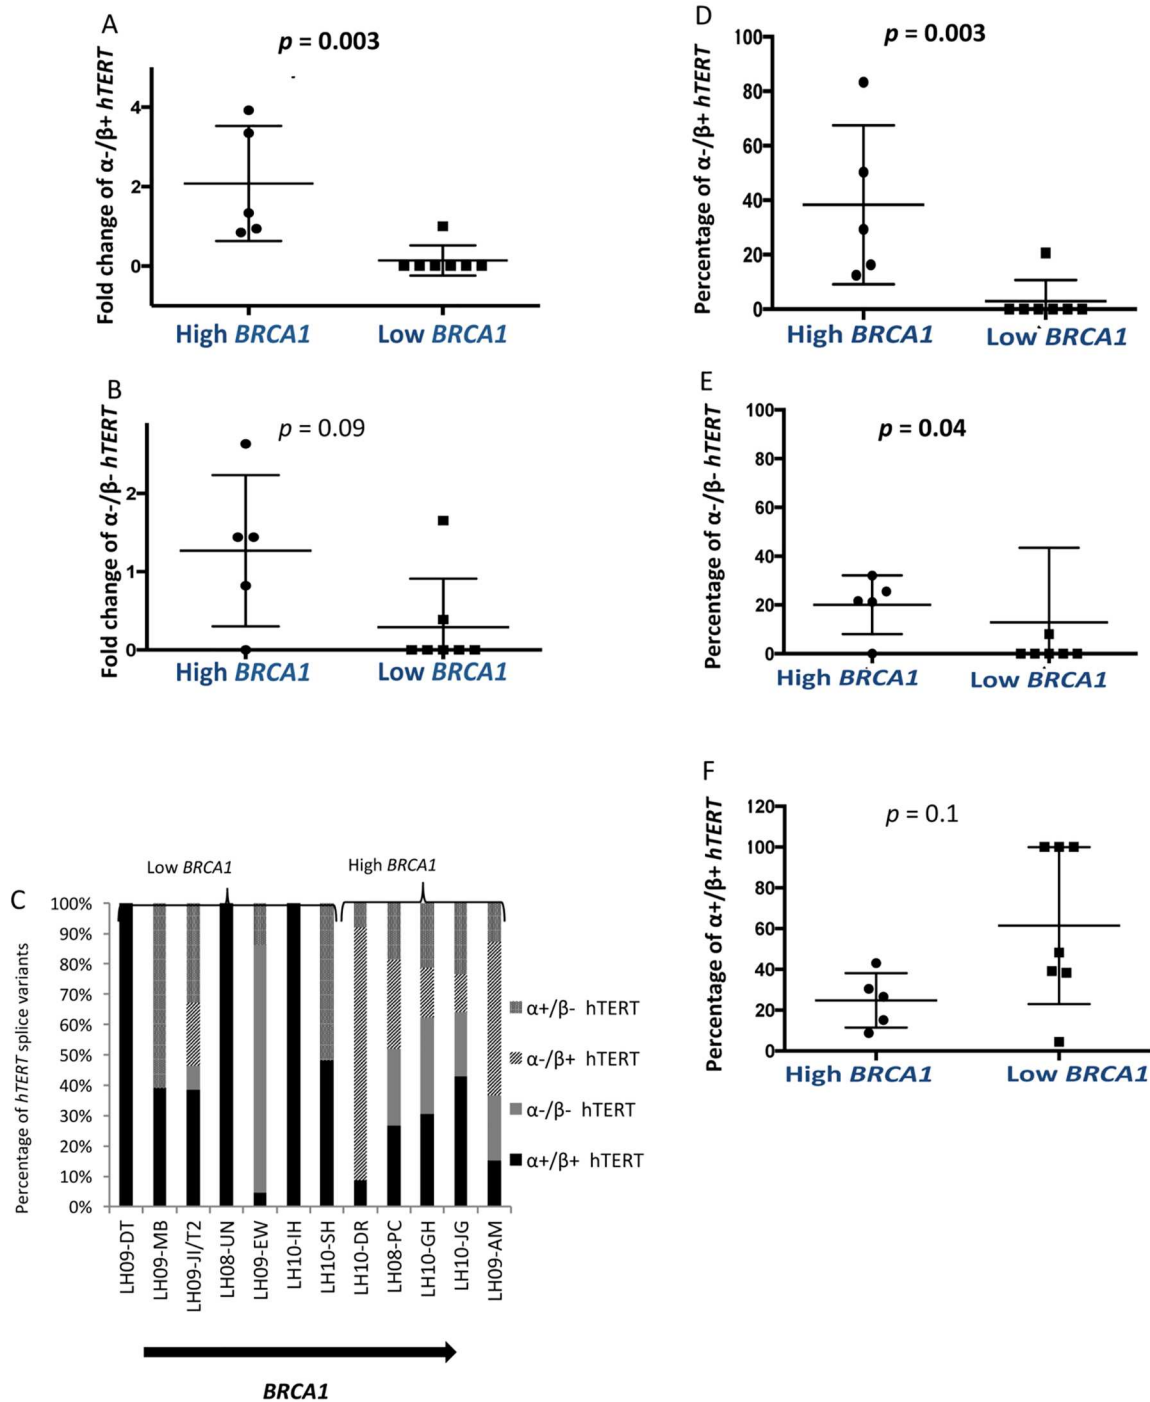 A
p = 0.003
Fold change of α-/β+ hTERT
4
2
0
High BRCA1
Low BRCA1
B
p = 0.09
Fold change of α-/β- hTERT
2
1
0
High BRCA1
Low BRCA1
C
Low BRCA1
High BRCA1
Percentage of hTERT splice variants
100%
90%
80%
70%
60%
50%
40%
30%
20%
10%
0%
α+/β- hTERT
α-/β+ hTERT
α-/β- hTERT
α+/β+ hTERT
LH09-DT
LH09-MB
LH09-JI/T2
LH08-UN
LH09-EW
LH10-IH
LH10-SH
LH10-DR
LH08-PC
LH10-GH
LH10-JG
LH09-AM
BRCA1
D
p = 0.003
Percentage of α-/β+ hTERT
100
80
60
40
20
0
High BRCA1
Low BRCA1
E
p = 0.04
Percentage of α-/β- hTERT
100
80
60
40
20
0
High BRCA1
Low BRCA1
F
p = 0.1
Percentage of α+/β+ hTERT
120
100
80
60
40
20
0
High BRCA1
Low BRCA1